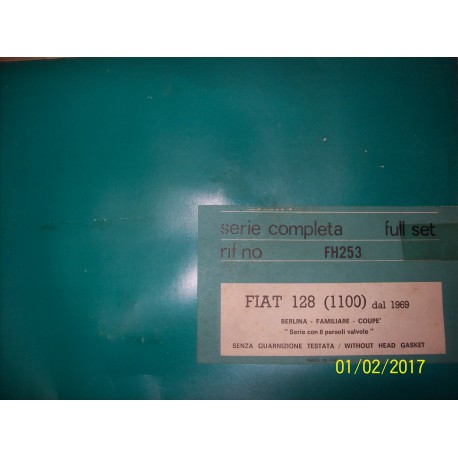 serie completa full set
rif no FH253
FIAT 128 (1100) dal 1969
BERLINA - FAMILIARE - COUPE'
" Serie con 8 paraoli valvole "
SENZA GUARNIZIONE TESTATA / WITHOUT HEAD GASKET
01/02/2017